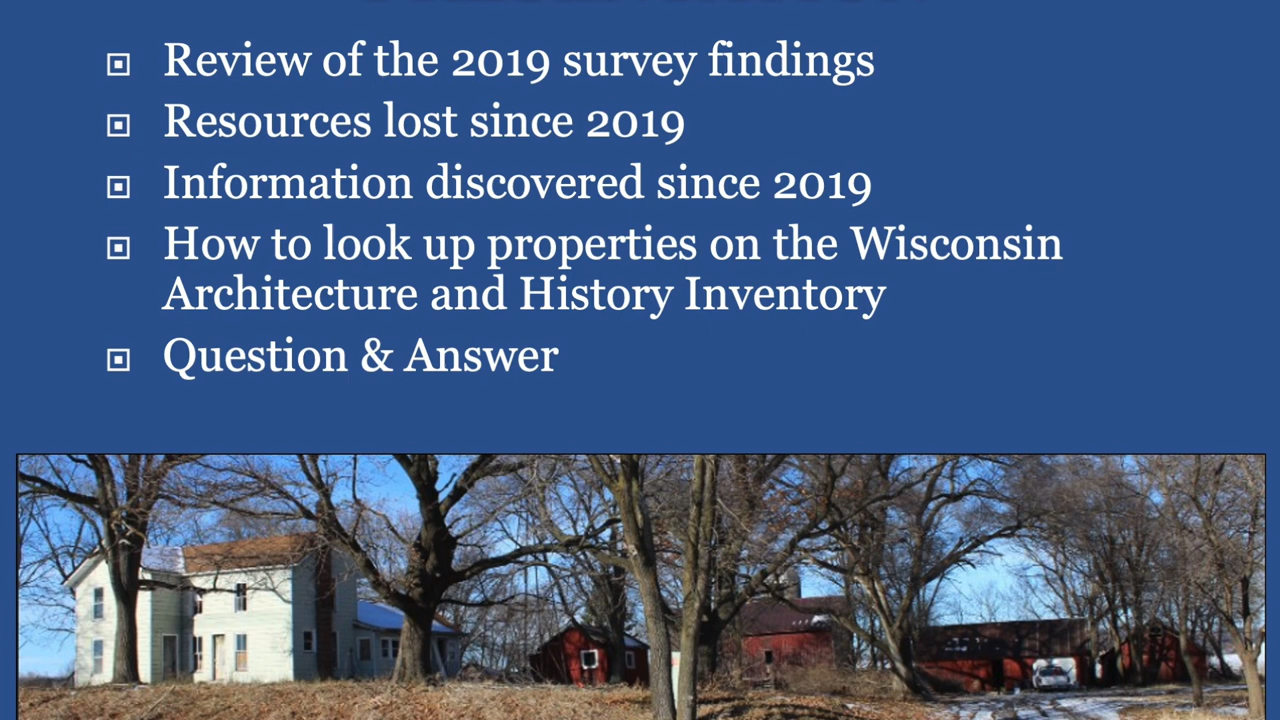 Review of the 2019 survey findings
Resources lost since 2019
Information discovered since 2019
How to look up properties on the Wisconsin
Architecture and History Inventory
Question & Answer